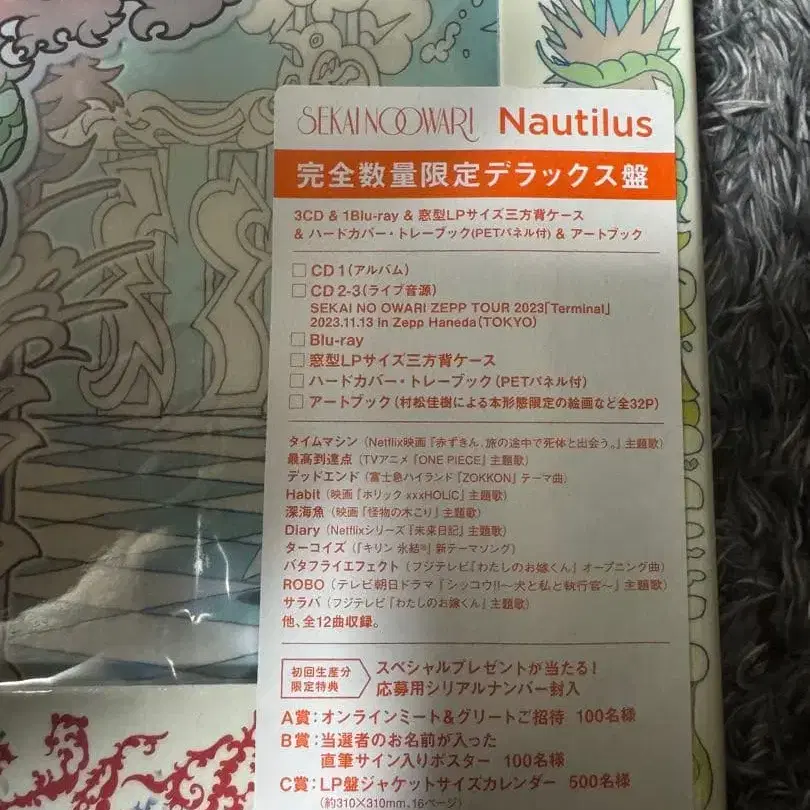 SEKAI NO OWARI Nautilus
完全数量限定デラックス盤
3CD & 1Blu-ray & 窓型LPサイズ三方背ケース
& ハードカバー・トレーブック(PETパネル付) & アートブック
□ CD 1(アルバム)
□ CD 2-3(ライブ音源)
SEKAI NO OWARI ZEPP TOUR 2023「Terminal」
2023.11.13 In Zepp Haneda(TOKYO)
□ Blu-ray
□ 窓型LPサイズ三方背ケース
□ ハードカバー・トレーブック(PETパネル付)
□ アートブック(村松佳樹による本形態限定の絵画など全32P)
タイムマシン(Netflix映画『赤ずきん、旅の途中で死体と出会う。』主題歌)
最高到達点(TVアニメ『ONE PIECE』主題歌)
デッドエンド(富士急ハイランド『ZOKKON』テーマ曲)
Habit(映画『ホリック xxxHOLiC』主題歌)
深海魚(映画『怪物の木こり』主題歌)
Diary(Netflixシリーズ『未来日記』主題歌)
ターコイズ(『キリン 氷結®』新テーマソング)
バタフライエフェクト(フジテレビ『わたしのお嫁くん』オープニング曲)
ROBO(テレビ朝日ドラマ『シッコウ!!~犬と私と執行官~』主題歌)
サラバ(フジテレビ『わたしのお嫁くん』主題歌)
他、全12曲収録。
初回生産分
限定特典
スペシャルプレゼントが当たる!
応募用シリアルナンバー封入
A賞:オンラインミート&グリートご招待 100名様
B賞:当選者のお名前が入った
直筆サイン入りポスター 100名様
C賞:LP盤ジャケットサイズカレンダー 500名様
(約310×310mm、16ページ)